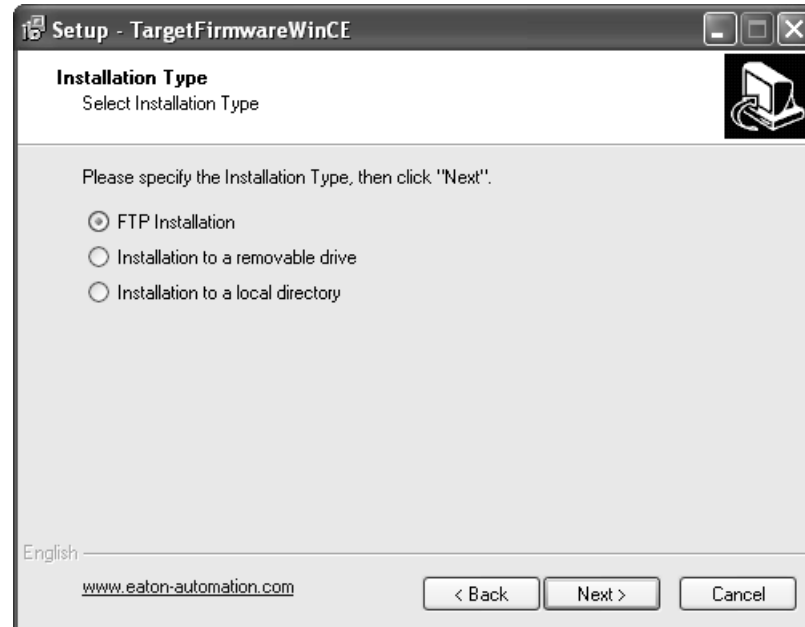 Setup - TargetFirmwareWinCE
Installation Type
Select Installation Type
Please specify the Installation Type, then click "Next".
FTP Installation
Installation to a removable drive
Installation to a local directory
English
www.eaton-automation.com
< Back
Next >
Cancel